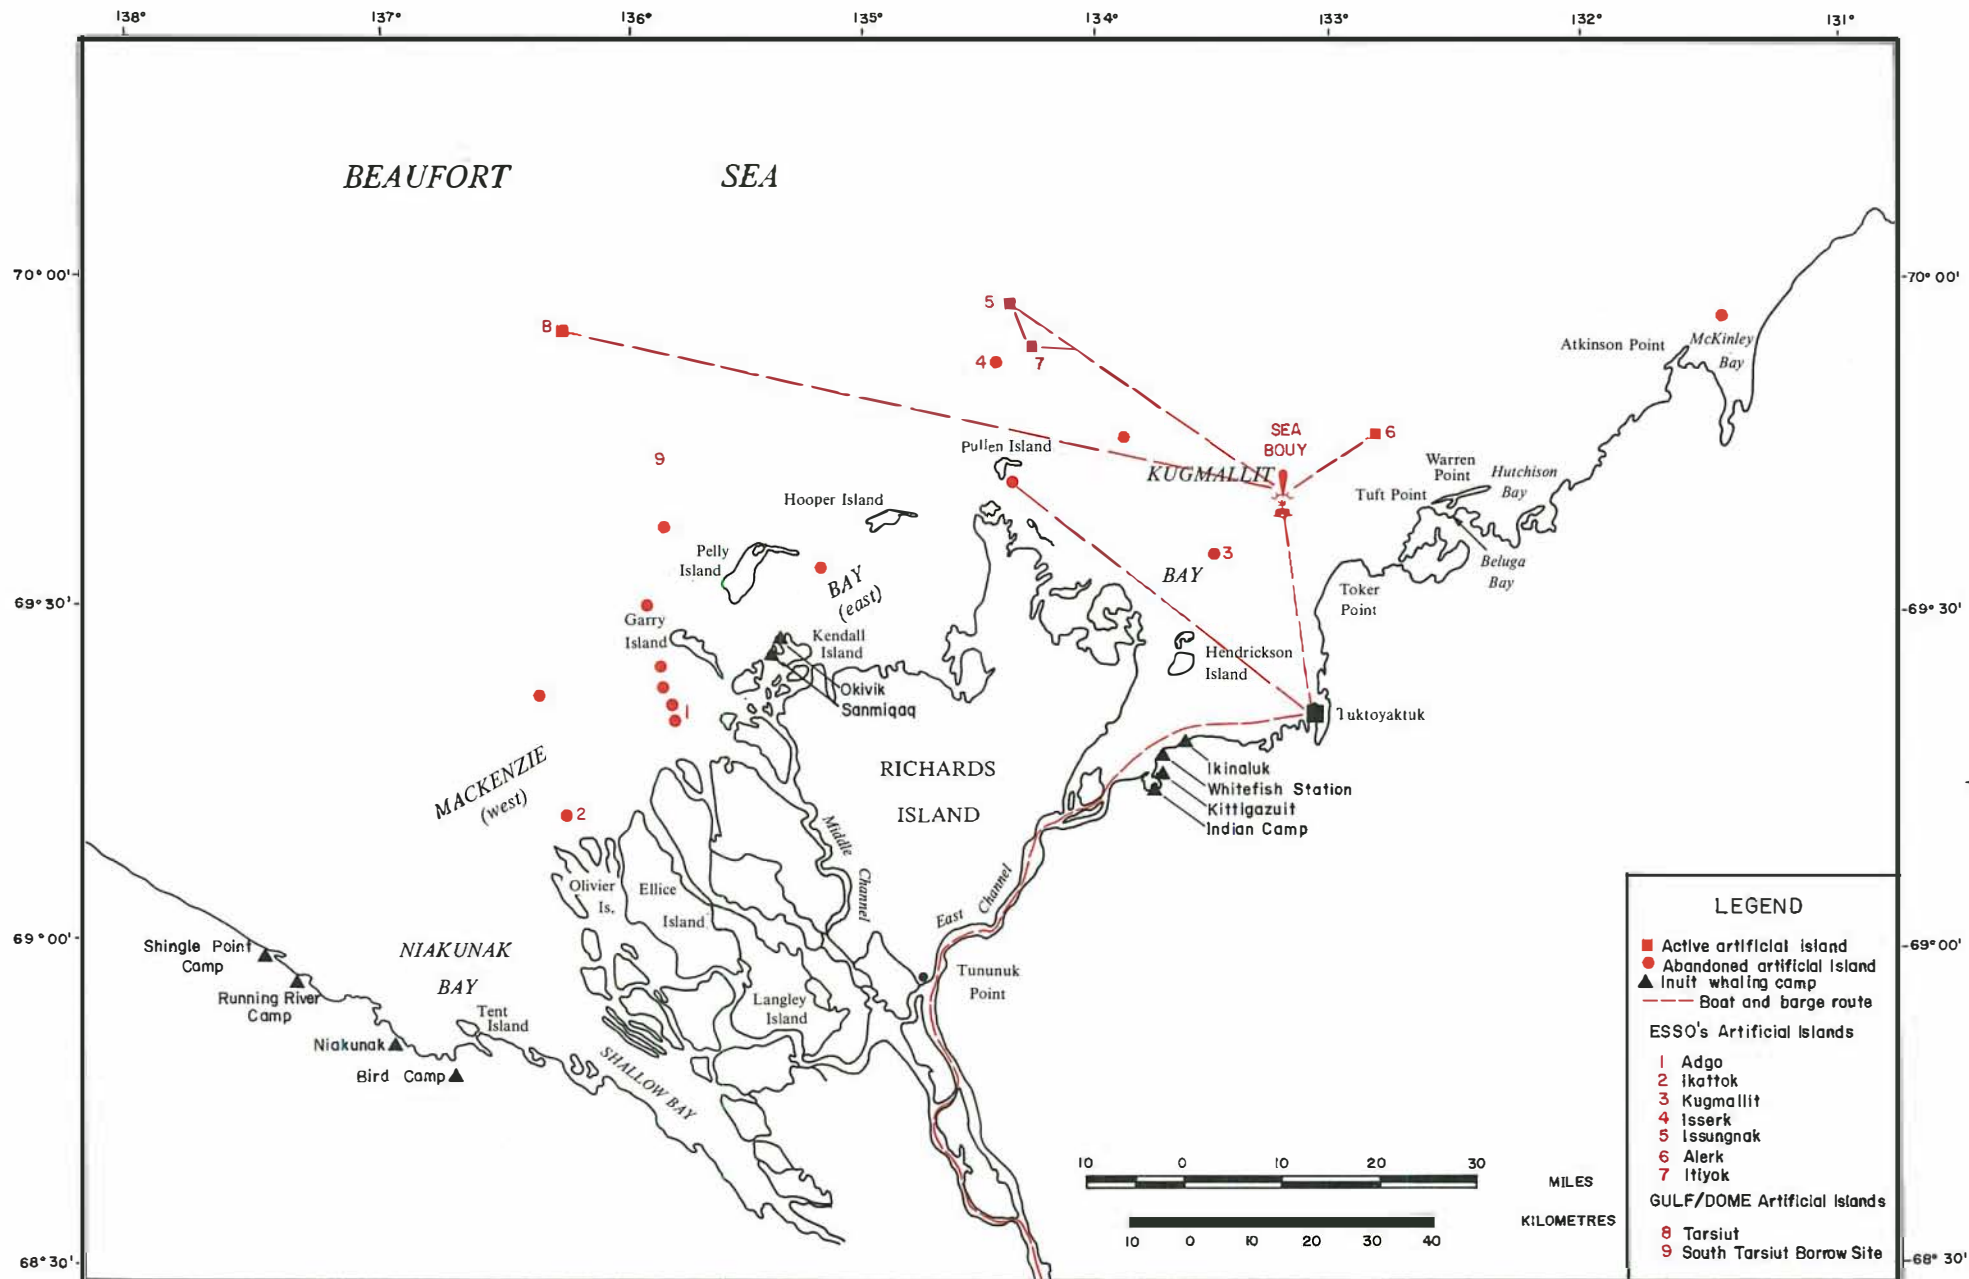 138° 137° 136° 135° 134° 133° 132° 131°
BEAUFORT SEA
70° 00' 70° 00'
5
8
4
7
Atkinson Point
McKinley
Bay
SEA
BOUY
6
Pullen Island
KUGMALLIT
BAY
9
Warren
Point
Hutchison
Bay
Tuft Point
Hooper Island
Pelly
Island
3
Beluga
Bay
BAY
(east)
Toker
Point
69° 30' 69° 30'
Garry
Island
Kendall
Island
Hendrickson
Island
Okivik
Sanmiqaq
1
Tuktoyaktuk
MACKENZIE
(west)
RICHARDS
ISLAND
Ikinaluk
Whitefish Station
Kittigazuit
Indian Camp
2
Middle
Channel
East Channel
Olivier
Is.
Ellice
Island
69° 00' 69° 00'
Shingle Point
Camp
NIAKUNAK
BAY
Running River
Camp
Tununuk
Point
Langley
Island
Tent
Island
Niakunak
Bird Camp
SHALLOW BAY
10 0 10 20 30
MILES
KILOMETRES
10 0 10 20 30 40
68° 30' 68° 30'
LEGEND
Active artificial island
Abandoned artificial Island
Inuit whaling camp
Boat and barge route
ESSO's Artificial Islands
1 Adgo
2 Ikattok
3 Kugmallit
4 Isserk
5 Issungnak
6 Alerk
7 Itiyok
GULF/DOME Artificial Islands
8 Tarsiut
9 South Tarsiut Borrow Site